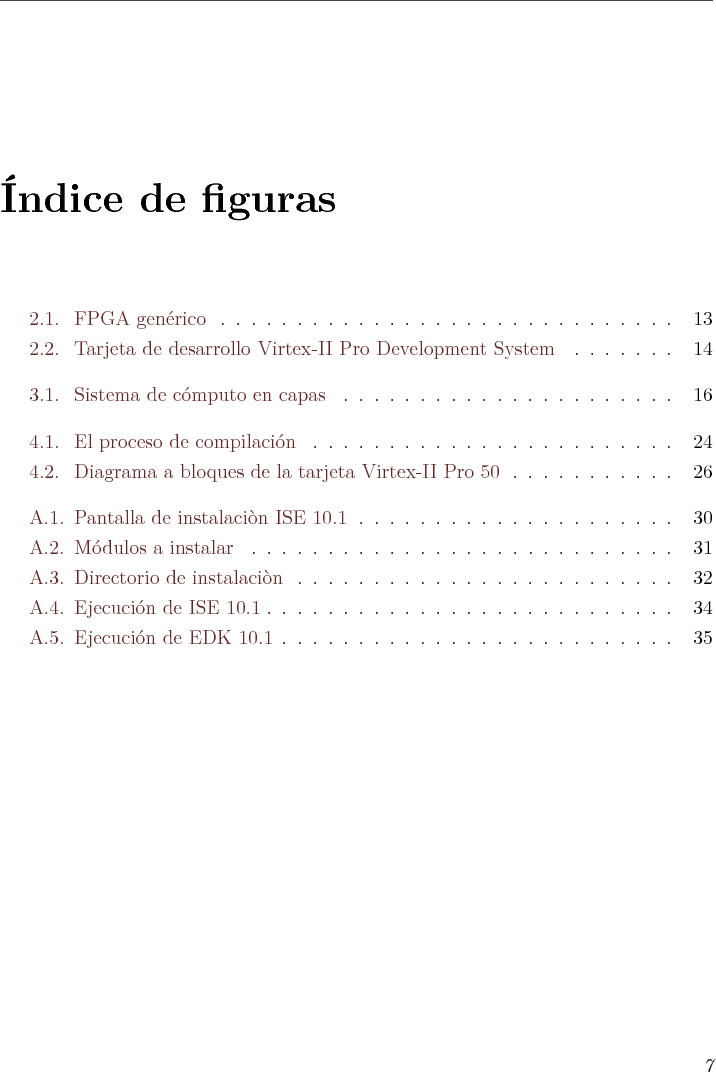 Índice de figuras
2.1. FPGA genérico . . . . . . . . . . . . . . . . . . . . . . . . . . . . . . 13
2.2. Tarjeta de desarrollo Virtex-II Pro Development System . . . . . . . 14
3.1. Sistema de cómputo en capas . . . . . . . . . . . . . . . . . . . . . . 16
4.1. El proceso de compilación . . . . . . . . . . . . . . . . . . . . . . . . 24
4.2. Diagrama a bloques de la tarjeta Virtex-II Pro 50 . . . . . . . . . . . 26
A.1. Pantalla de instalaciòn ISE 10.1 . . . . . . . . . . . . . . . . . . . . . 30
A.2. Módulos a instalar . . . . . . . . . . . . . . . . . . . . . . . . . . . . 31
A.3. Directorio de instalaciòn . . . . . . . . . . . . . . . . . . . . . . . . . 32
A.4. Ejecución de ISE 10.1 . . . . . . . . . . . . . . . . . . . . . . . . . . . 34
A.5. Ejecución de EDK 10.1 . . . . . . . . . . . . . . . . . . . . . . . . . . 35
7